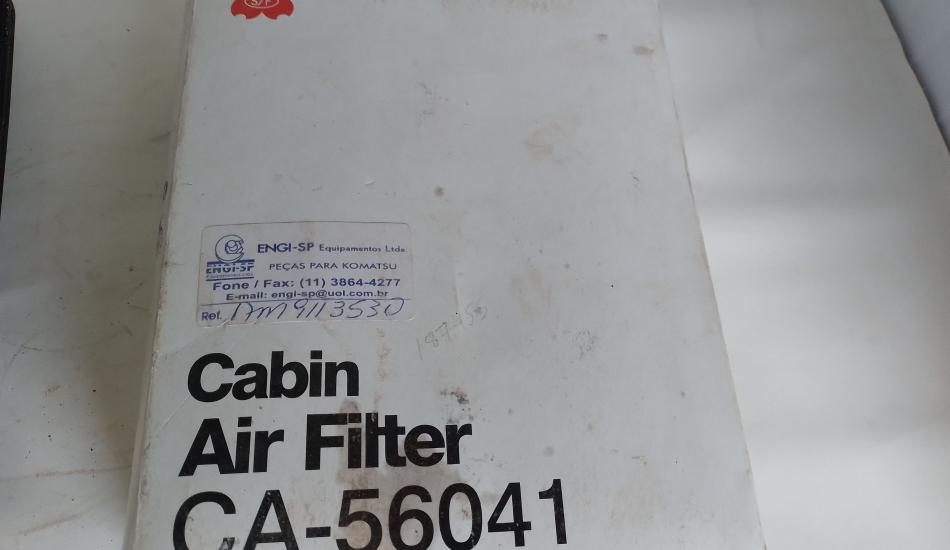 S/F
ENGI-SP Equipamentos Ltda.
ENGI-SP
PEÇAS PARA KOMATSU
Fone / Fax: (11) 3864-4277
E-mail: engi-sp@uol.com.br
Ref. AM9113530
Cabin
Air Filter
CA-56041